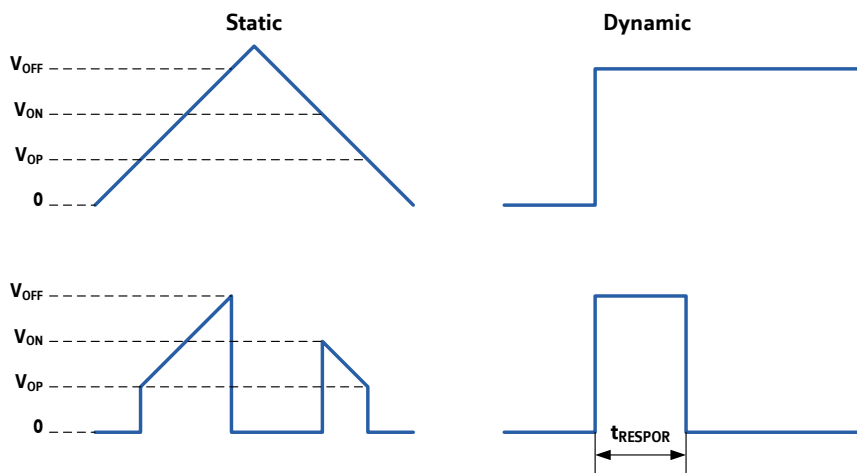 Static
Dynamic
VOFF
VON
VOP
0
VOFF
VON
VOP
0
tRESPOR